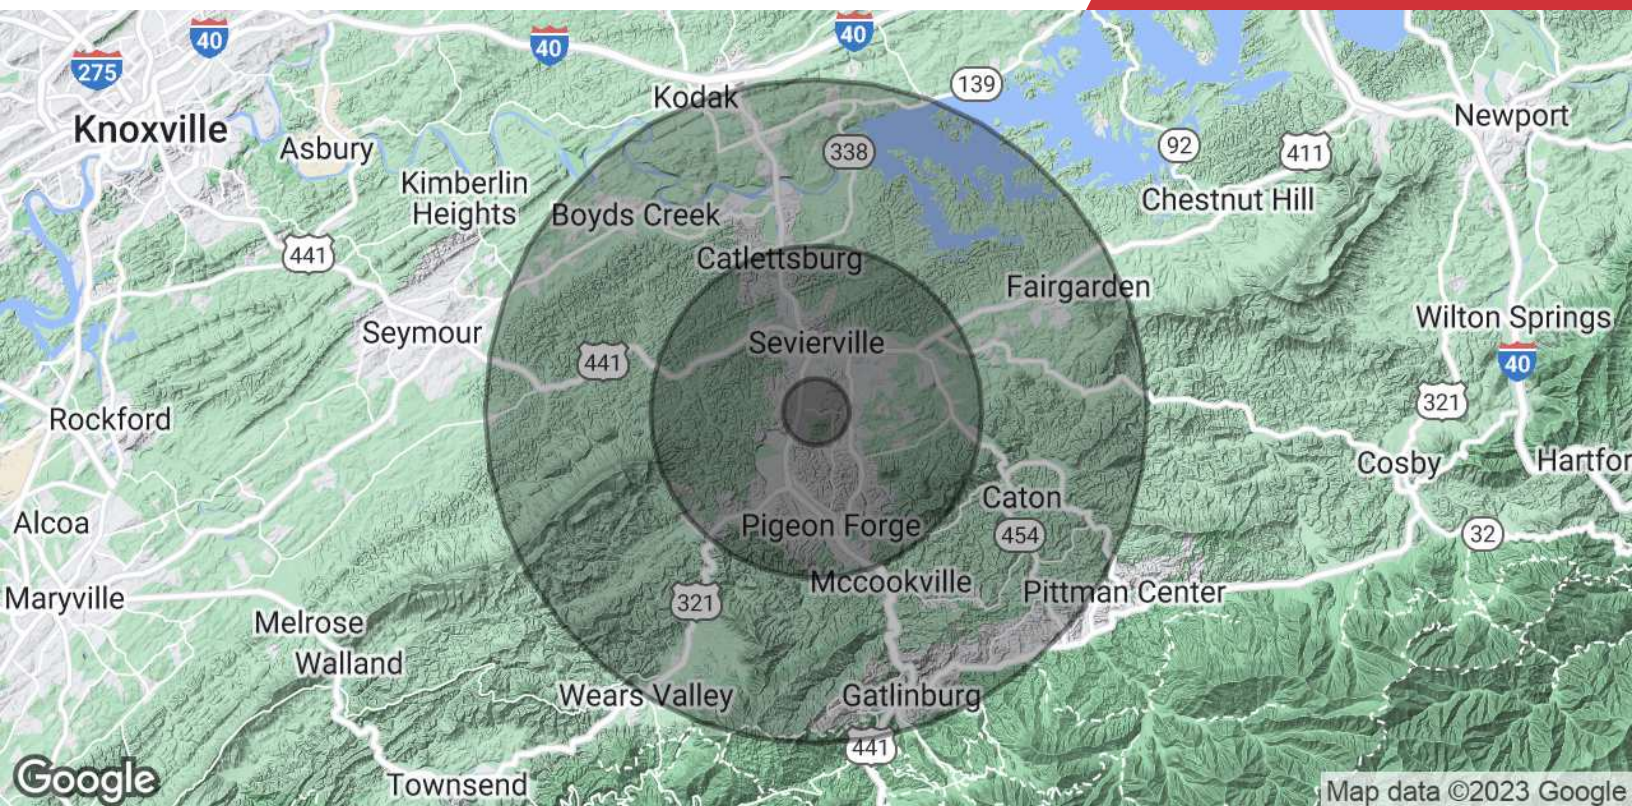 40
40
40
275
Kodak
139
Knoxville
Asbury
Newport
338
92
411
Kimberlin
Heights
Boyds Creek
Chestnut Hill
441
Catlettsburg
Fairgarden
Seymour
Sevierville
Wilton Springs
441
40
321
Rockford
Cosby
Hartfor
Caton
Alcoa
Pigeon Forge
454
32
Mccookville
Pittman Center
Maryville
321
Melrose
Walland
Wears Valley
Gatlinburg
441
Google
Townsend
Map data ©2023 Google